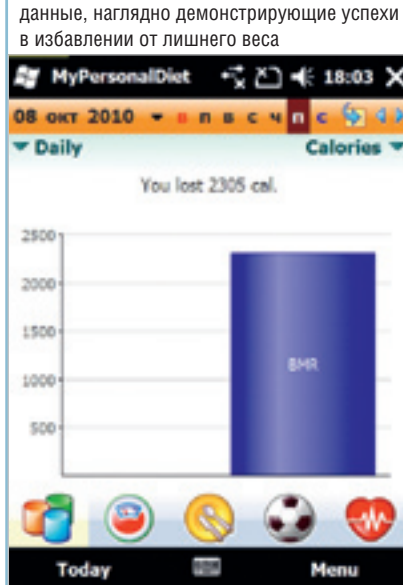 данные, наглядно демонстрирующие успехи
в избавлении от лишнего веса
MyPersonalDiet 18:03
08 окт 2010 в п в с ч п с
Daily Calories
You lost 2305 cal.
2500
2000
1500
BMR
1000
500
Today Menu